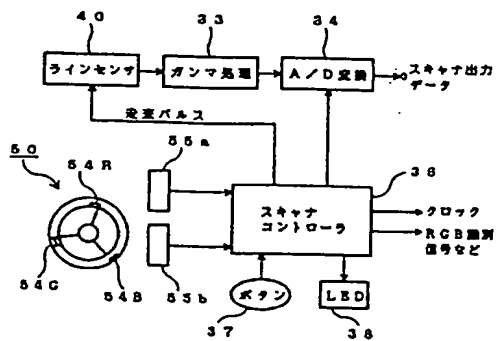 40
33
34
ラインセンサ
ガンマ処理
A/D変換
スキャナ出力
データ
走査パルス
55a
50
54R
36
スキャナ
コントローラ
クロック
RGB識別
信号など
54G
54B
55b
ボタン
LED
37
38